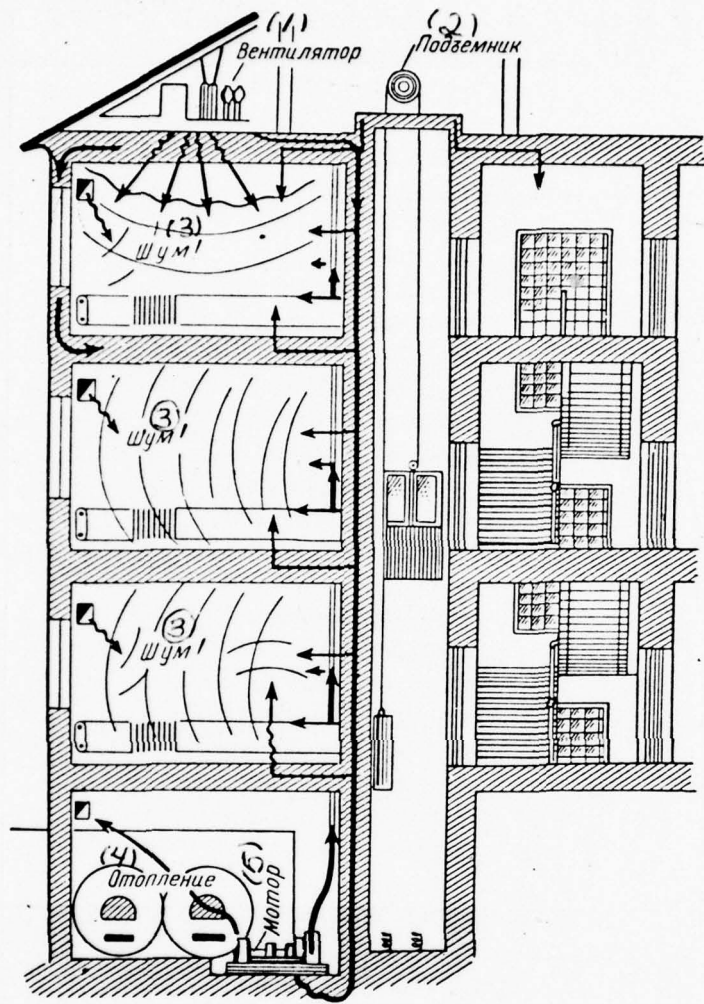 (1)
Вентилятор
(2)
Подъемник
(3)
Шум!
(3)
Шум!
(3)
Шум!
(4)
Отопление
(5)
Мотор